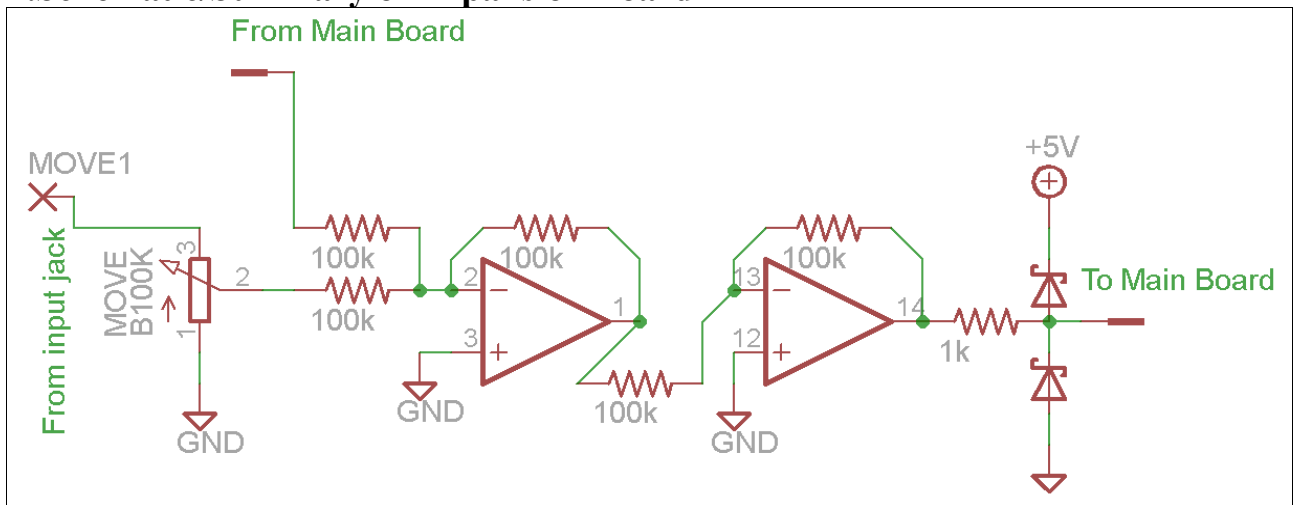 From Main Board
MOVE1
+5V
From input jack
MOVE
B100K
3
2
1
GND
100k
100k
100k
2
3
1
GND
100k
100k
13
12
14
GND
1k
To Main Board